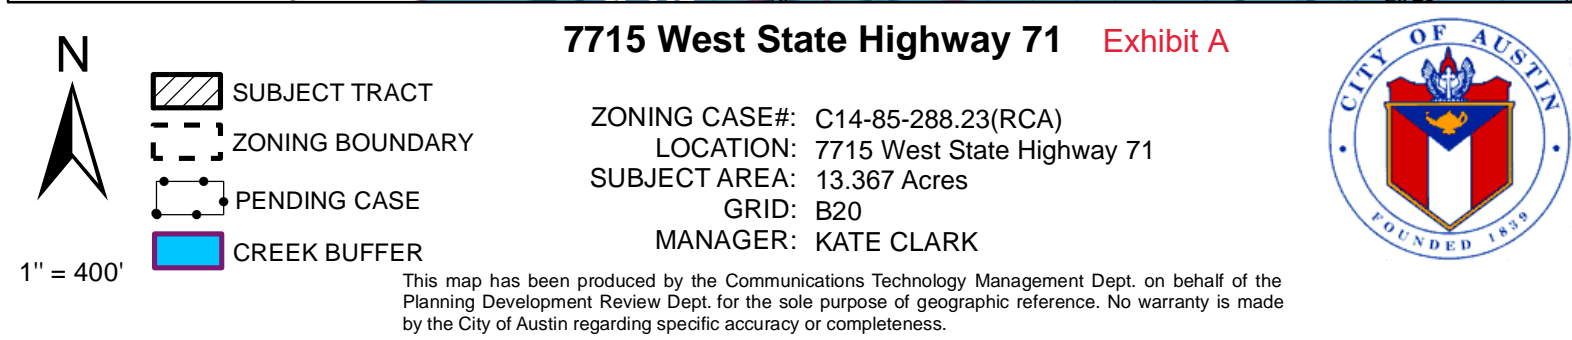 7715 West State Highway 71 Exhibit A
N
SUBJECT TRACT
ZONING BOUNDARY
PENDING CASE
CREEK BUFFER
1" = 400'
ZONING CASE#: C14-85-288.23(RCA)
LOCATION: 7715 West State Highway 71
SUBJECT AREA: 13.367 Acres
GRID: B20
MANAGER: KATE CLARK
This map has been produced by the Communications Technology Management Dept. on behalf of the
Planning Development Review Dept. for the sole purpose of geographic reference. No warranty is made
by the City of Austin regarding specific accuracy or completeness.
CITY OF AUSTIN
FOUNDED 1839